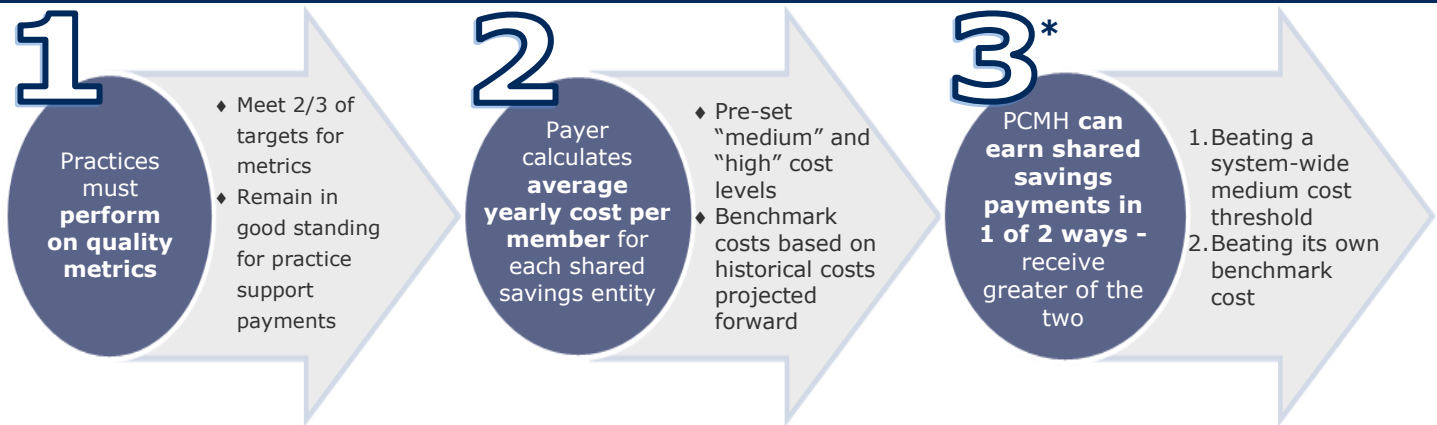 1
Practices
must
perform
on quality
metrics
♦ Meet 2/3 of
targets for
metrics
♦ Remain in
good standing
for practice
support
payments
2
Payer
calculates
average
yearly cost per
member for
each shared
savings entity
♦ Pre-set
“medium” and
“high” cost
levels
♦ Benchmark
costs based on
historical costs
projected
forward
3*
PCMH can
earn shared
savings
payments in
1 of 2 ways -
receive
greater of the
two
1.Beating a
system-wide
medium cost
threshold
2.Beating its own
benchmark
cost